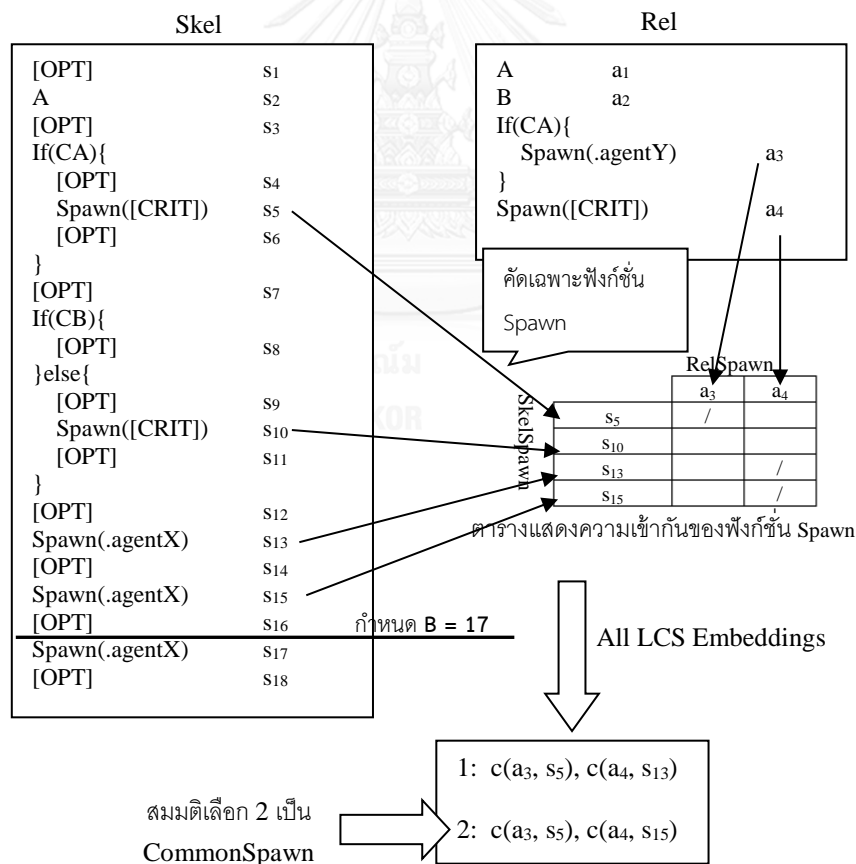 Skel
[OPT] s1
A s2
[OPT] s3
If(CA){
[OPT] s4
Spawn([CRIT]) s5
[OPT] s6
}
[OPT] s7
If(CB){
[OPT] s8
}else{
[OPT] s9
Spawn([CRIT]) s10
[OPT] s11
}
[OPT] s12
Spawn(.agentX) s13
[OPT] s14
Spawn(.agentX) s15
[OPT] s16
กำหนด B = 17
Spawn(.agentX) s17
[OPT] s18
Rel
A a1
B a2
If(CA){
Spawn(.agentY) a3
}
Spawn([CRIT]) a4
คัดเฉพาะฟังก์ชั่น
Spawn
RelSpawn
a3 a4
SkelSpawn
s5 /
s10
s13 /
s15 /
ตารางแสดงความเข้ากันของฟังก์ชั่น Spawn
All LCS Embeddings
1: c(a3, s5), c(a4, s13)
2: c(a3, s5), c(a4, s15)
สมมติเลือก 2 เป็น
CommonSpawn